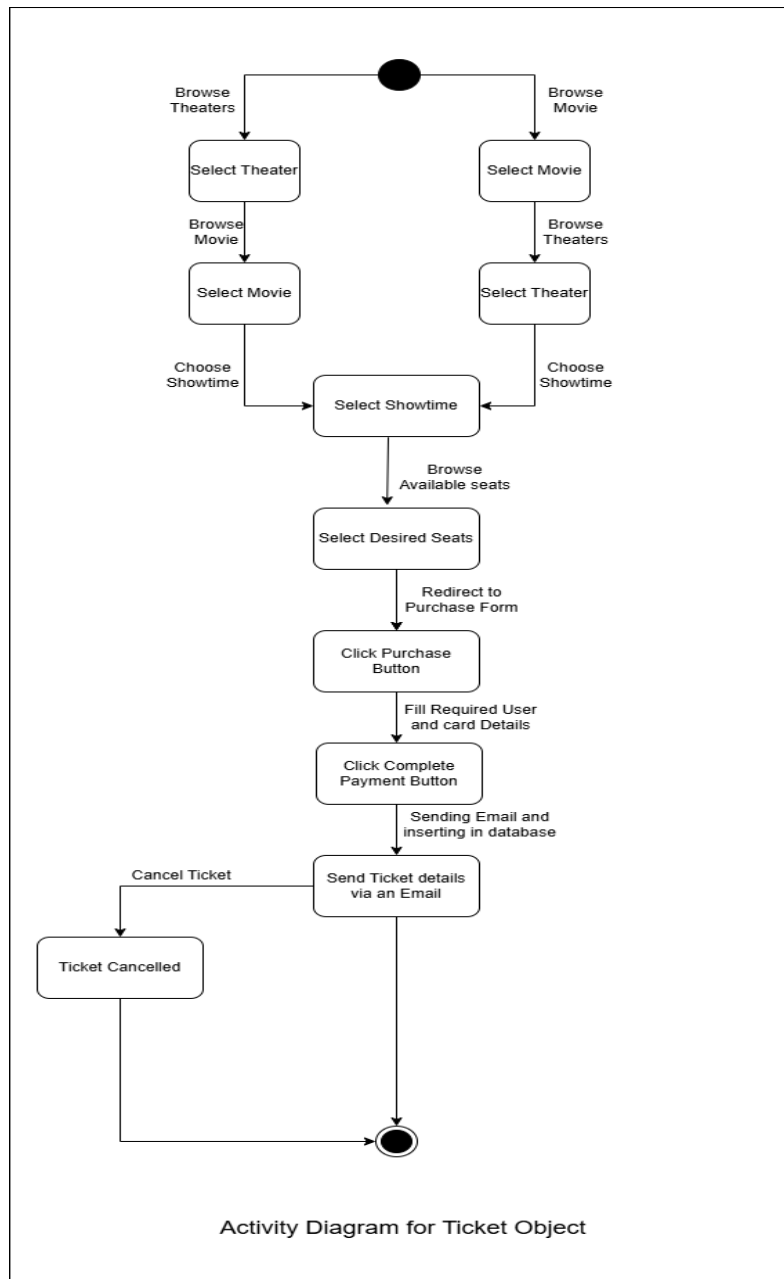 Browse
Theaters
Browse
Movie
Select Theater
Select Movie
Browse
Movie
Browse
Theaters
Select Movie
Select Theater
Choose
Showtime
Choose
Showtime
Select Showtime
Browse
Available seats
Select Desired Seats
Redirect to
Purchase Form
Click Purchase
Button
Fill Required User
and card Details
Click Complete
Payment Button
Sending Email and
inserting in database
Cancel Ticket
Send Ticket details
via an Email
Ticket Cancelled
Activity Diagram for Ticket Object